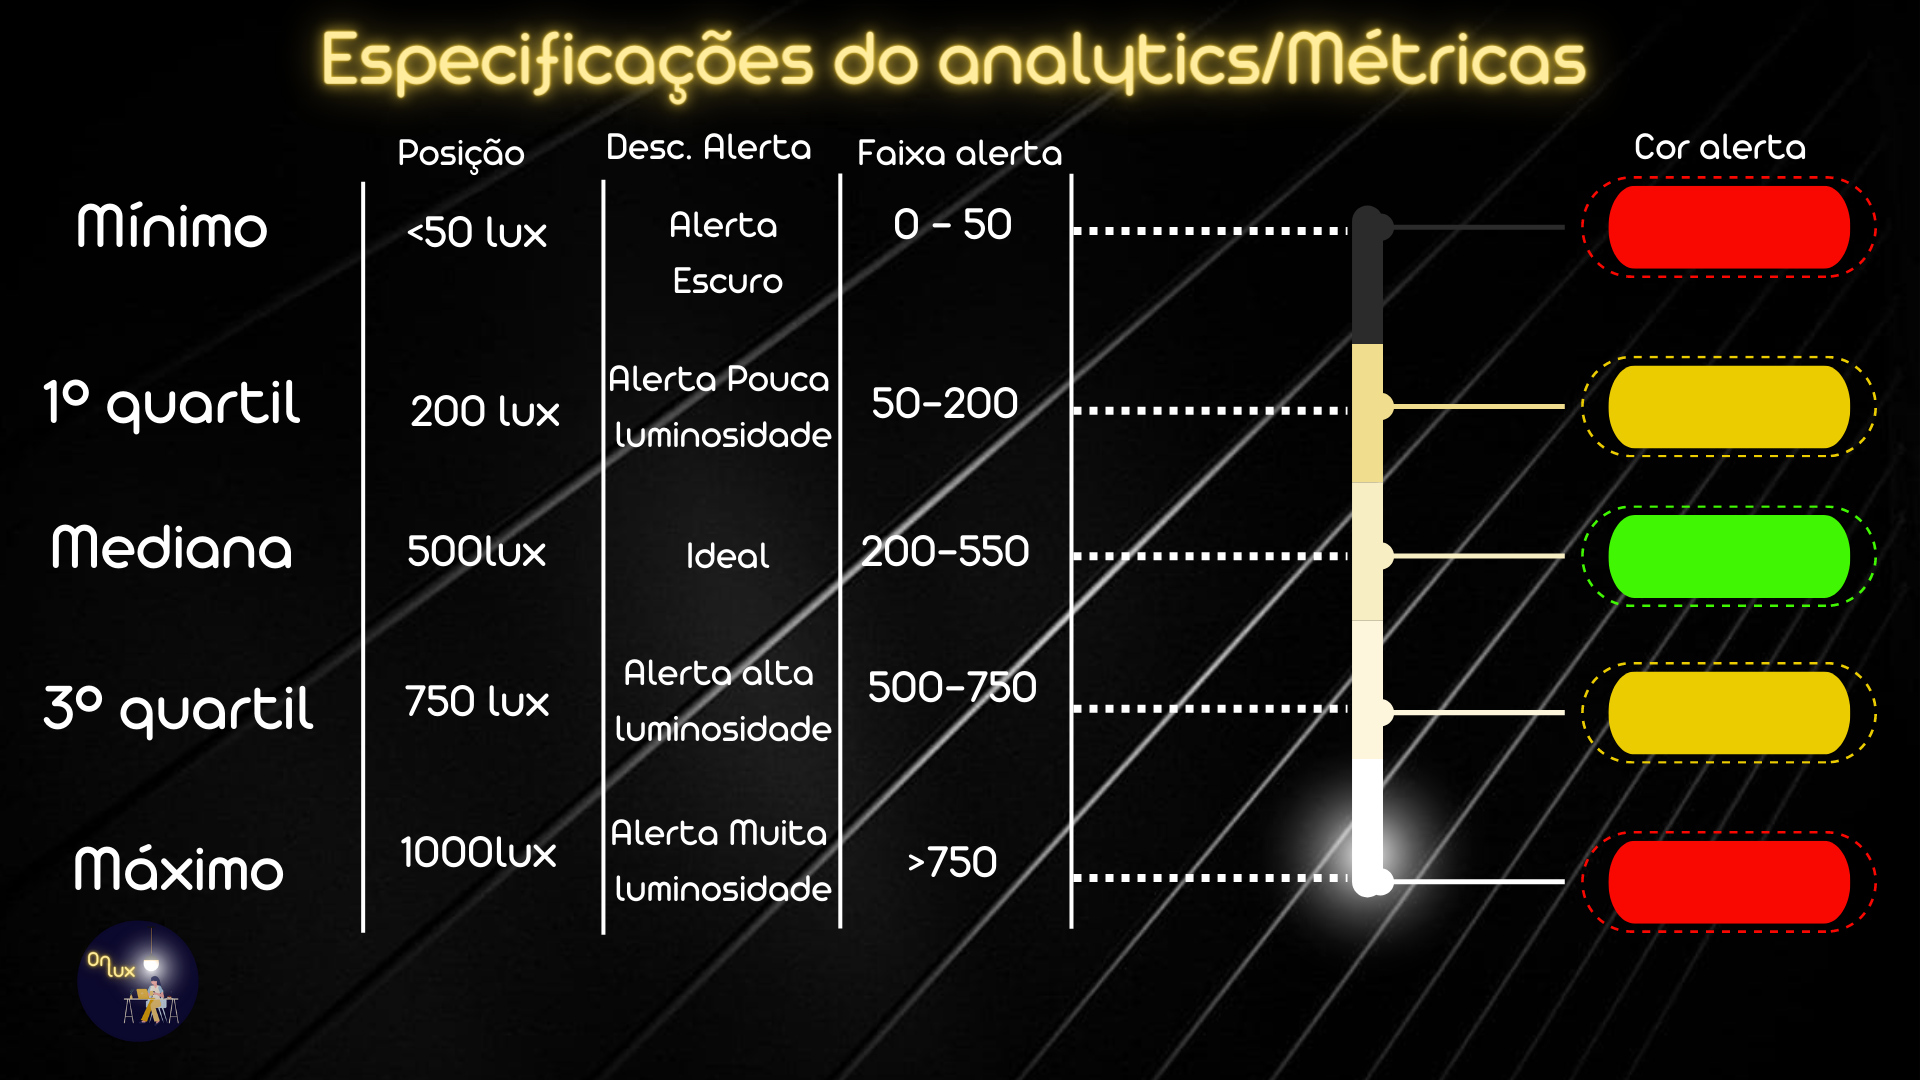 Especificações do analytics/Métricas
Posição
Desc. Alerta
Faixa alerta
Cor alerta
Mínimo
<50 lux
Alerta
Escuro
0 - 50
1º quartil
200 lux
Alerta Pouca
luminosidade
50-200
Mediana
500lux
Ideal
200-550
3º quartil
750 lux
Alerta alta
luminosidade
500-750
Máximo
1000lux
Alerta Muita
luminosidade
>750
On
lux